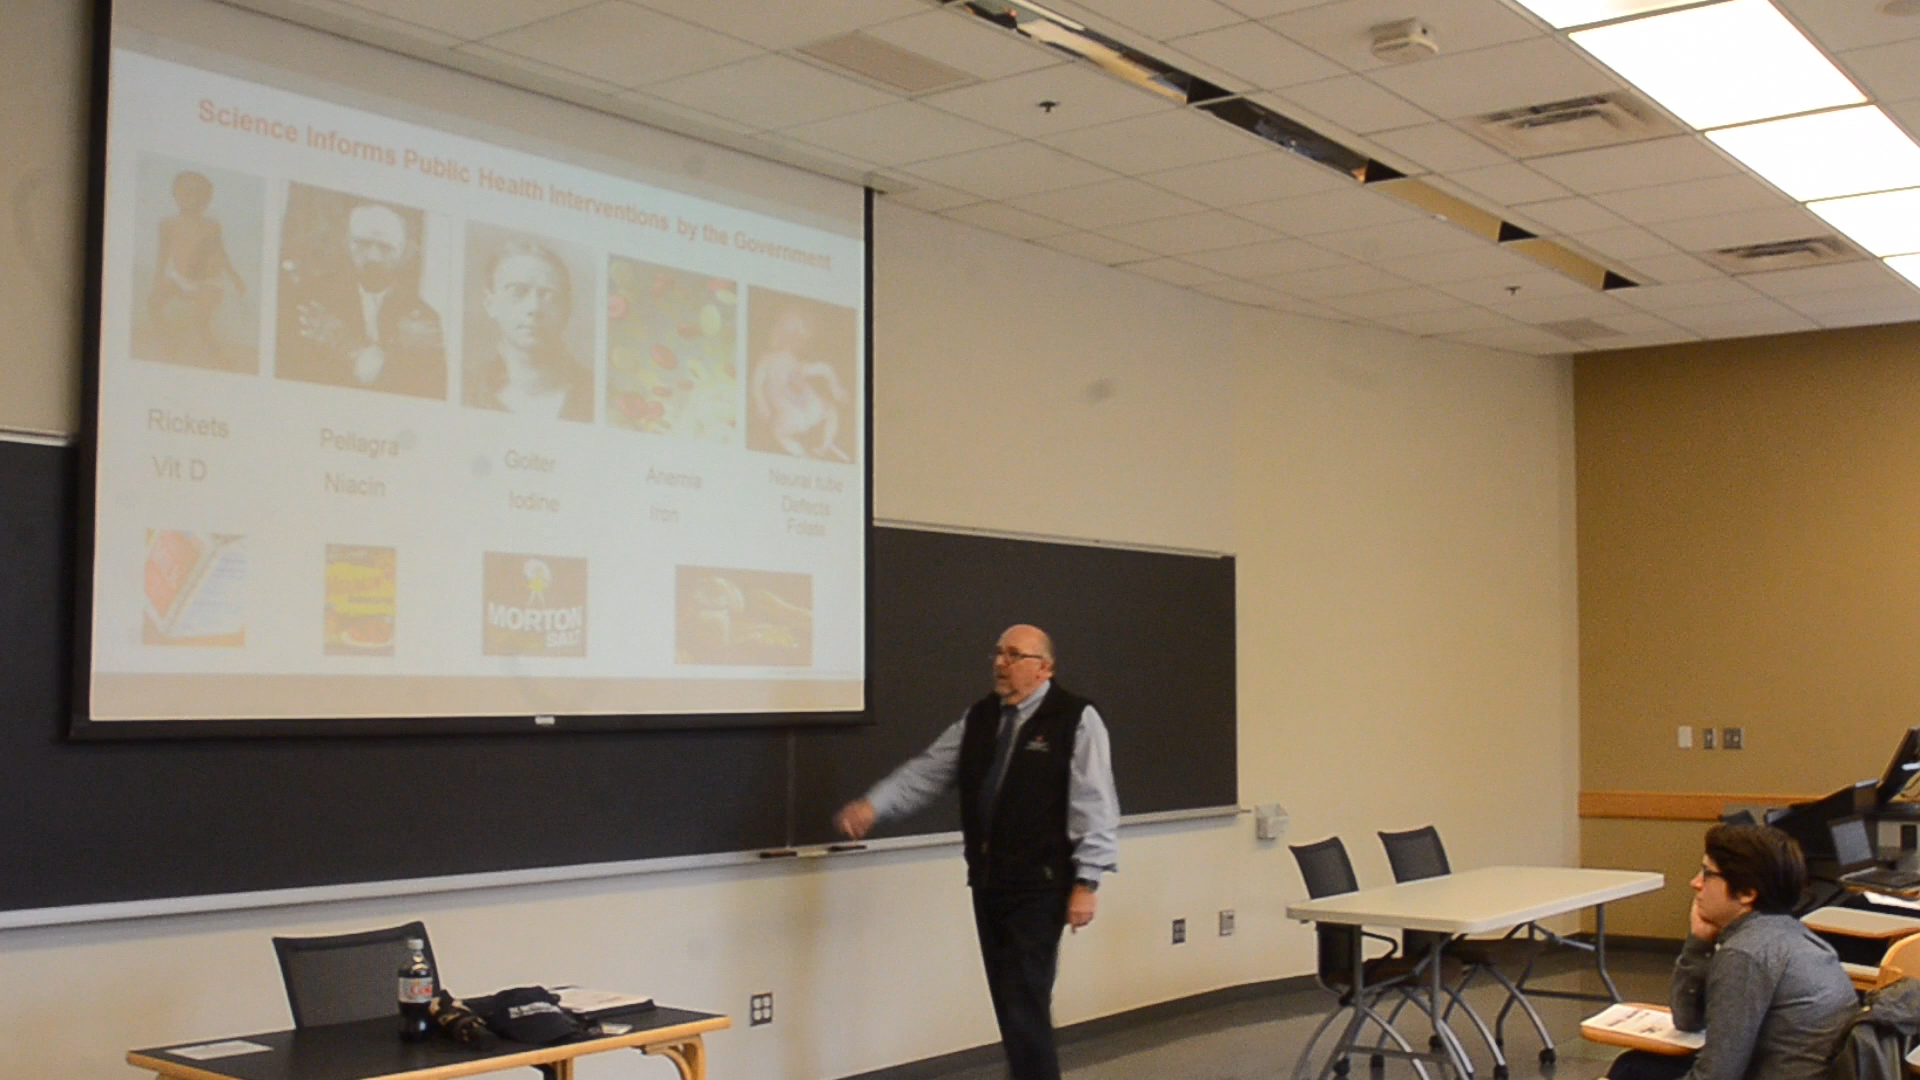 Science Informs Public Health Interventions by the Government
Rickets
Vit D
Pellagra
Niacin
Goiter
Iodine
Anemia
Iron
Neural tube
Defects
Folate
MORTON
SALT